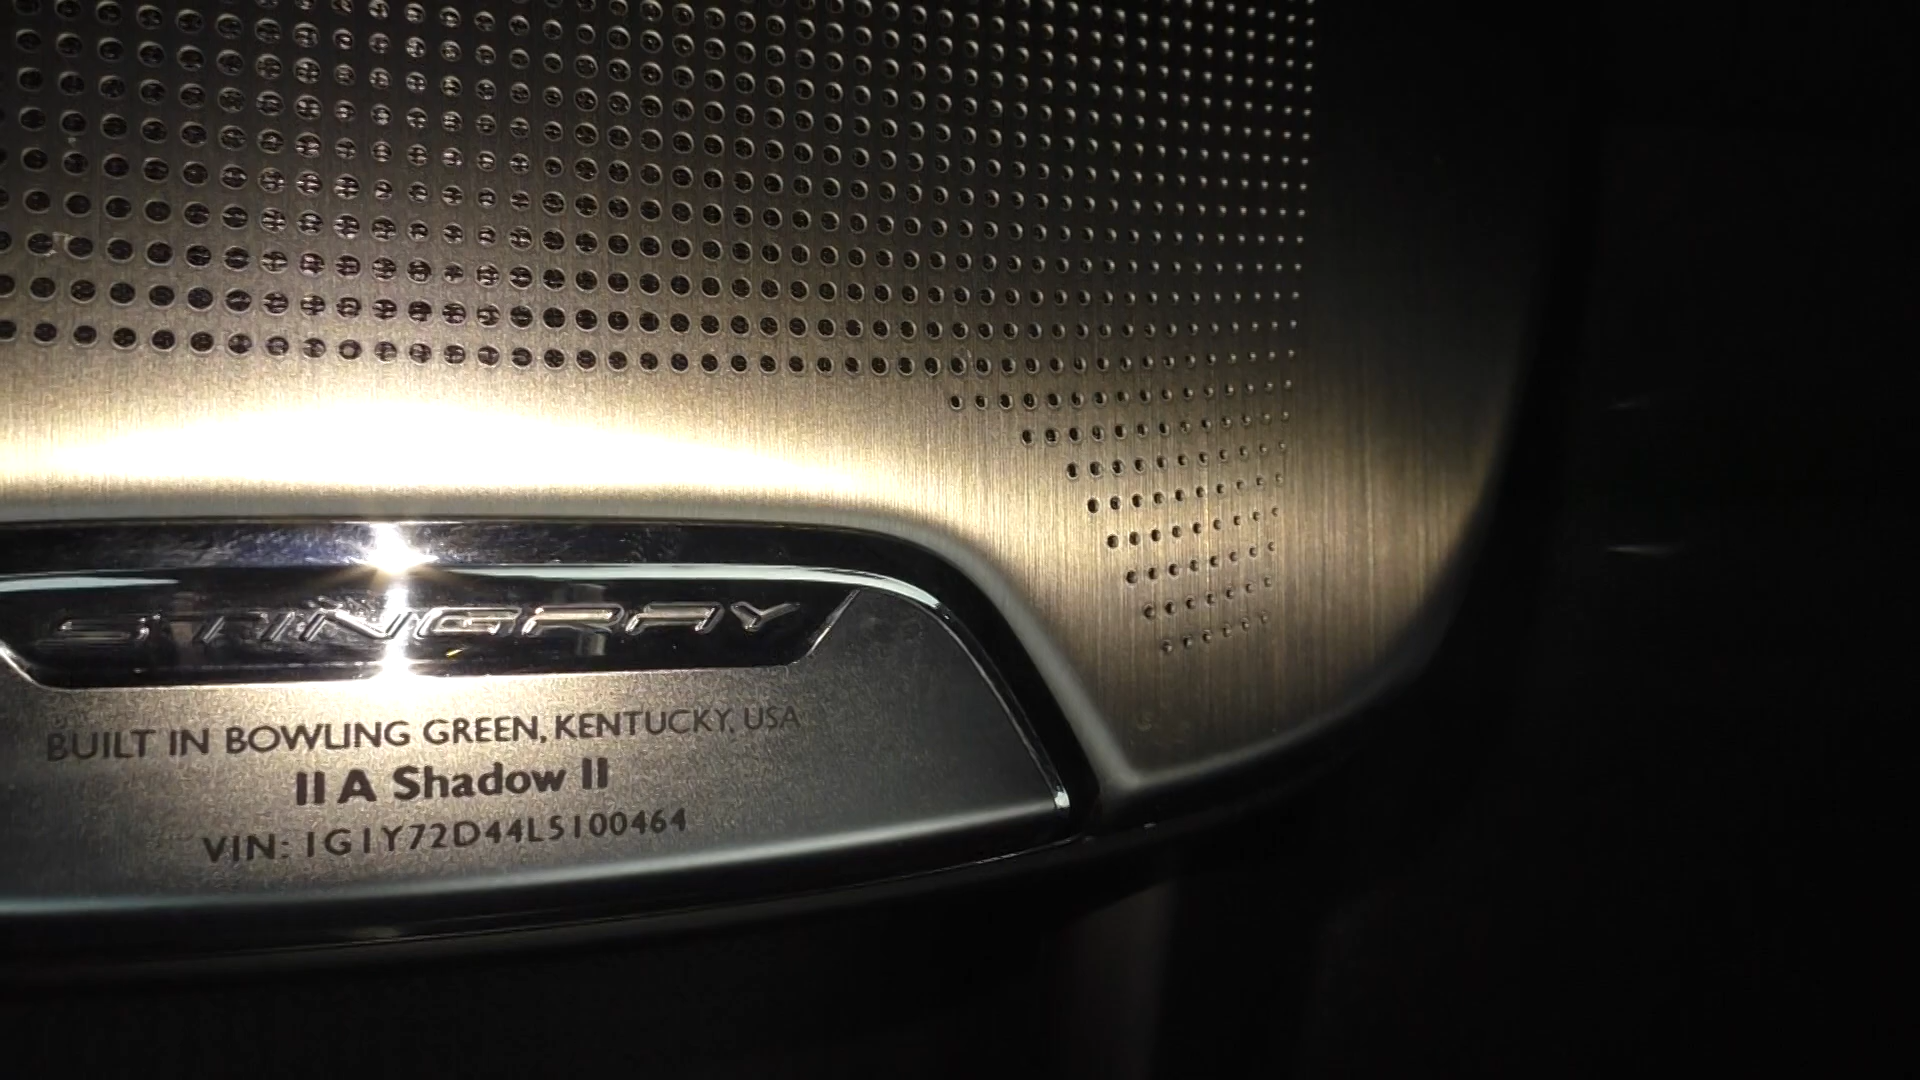 STINGRAY
BUILT IN BOWLING GREEN, KENTUCKY, USA
II A Shadow II
VIN: 1G1Y72D44L5100464